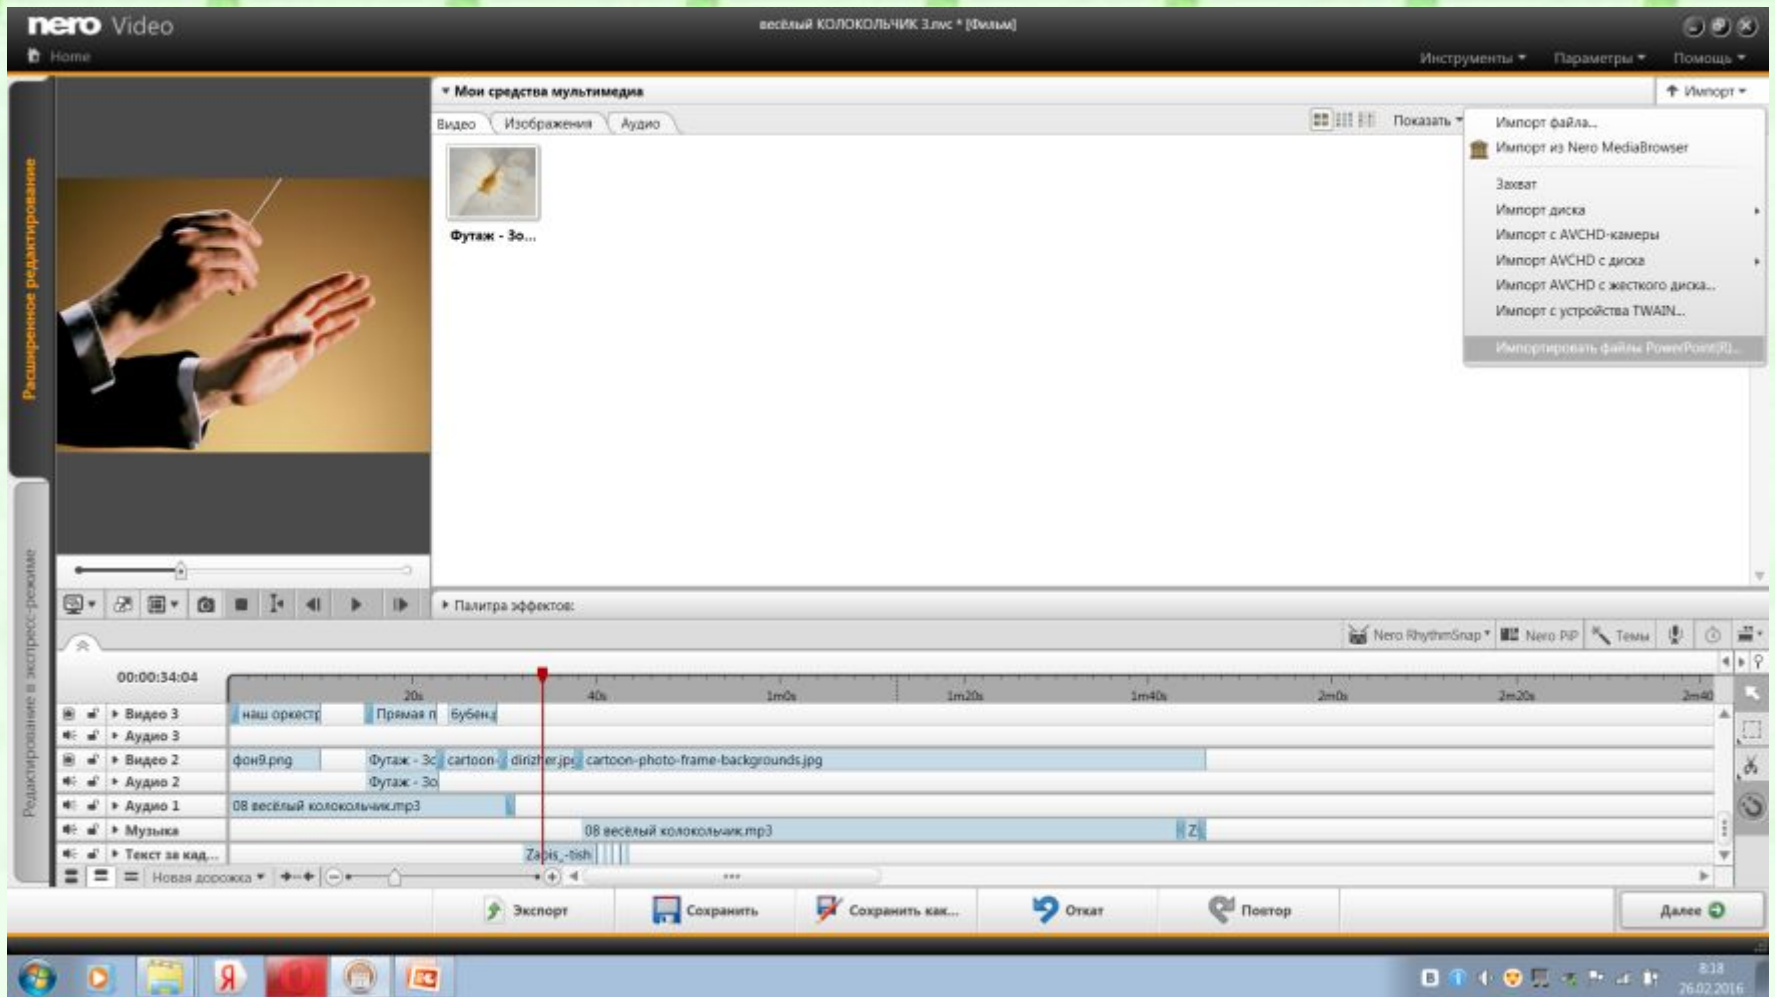 nero Video
весёлый КОЛОКОЛЬЧИК 3.nvc * [Фильм]
Home
Инструменты
Параметры
Помощь
Расширенное редактирование
Редактирование в экспресс-режиме
Мои средства мультимедиа
Импорт
Видео
Изображения
Аудио
Показать
Футаж - Зо...
Импорт файла...
Импорт из Nero MediaBrowser
Захват
Импорт диска
Импорт с AVCHD-камеры
Импорт AVCHD с диска
Импорт AVCHD с жесткого диска...
Импорт с устройства TWAIN...
Импортировать файлы PowerPoint(R)...
Палитра эффектов:
Nero RhythmSnap
Nero PiP
Темы
00:00:34:04
20s
40s
1m0s
1m20s
1m40s
2m0s
2m20s
2m40
Видео 3
наш оркестр
Прямая п
бубен.g
Аудио 3
Видео 2
фон9.png
Футаж - Зо
cartoon-
dirizher.jpg
cartoon-photo-frame-backgrounds.jpg
Аудио 2
Футаж - Зо
Аудио 1
08 весёлый колокольчик.mp3
Музыка
08 весёлый колокольчик.mp3
Z
Текст за кад...
Zapis_-tish
Новая дорожка
Экспорт
Сохранить
Сохранить как...
Откат
Повтор
Далее
Я
B
8:18
26.02.2016